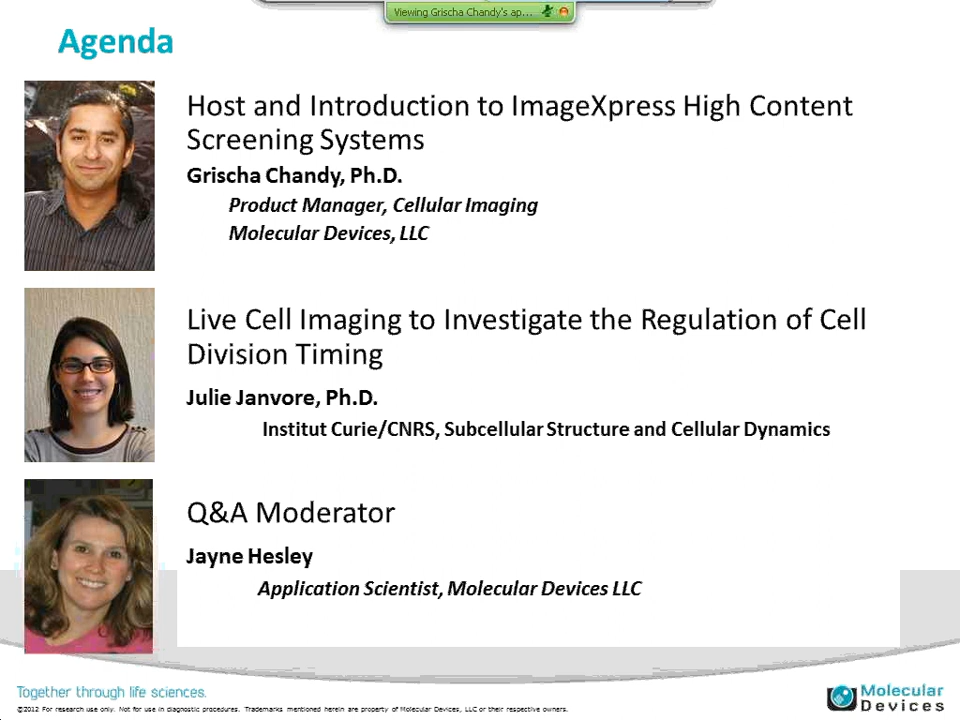 Viewing Grischa Chandy's ap...
Agenda
Host and Introduction to ImageXpress High Content
Screening Systems
Grischa Chandy, Ph.D.
Product Manager, Cellular Imaging
Molecular Devices, LLC
Live Cell Imaging to Investigate the Regulation of Cell
Division Timing
Julie Janvore, Ph.D.
Institut Curie/CNRS, Subcellular Structure and Cellular Dynamics
Q&A Moderator
Jayne Hesley
Application Scientist, Molecular Devices LLC
Together through life sciences.
©2012 For research use only. Not for use in diagnostic procedures. Trademarks mentioned herein are property of Molecular Devices, LLC or their respective owners.
Molecular
Devices